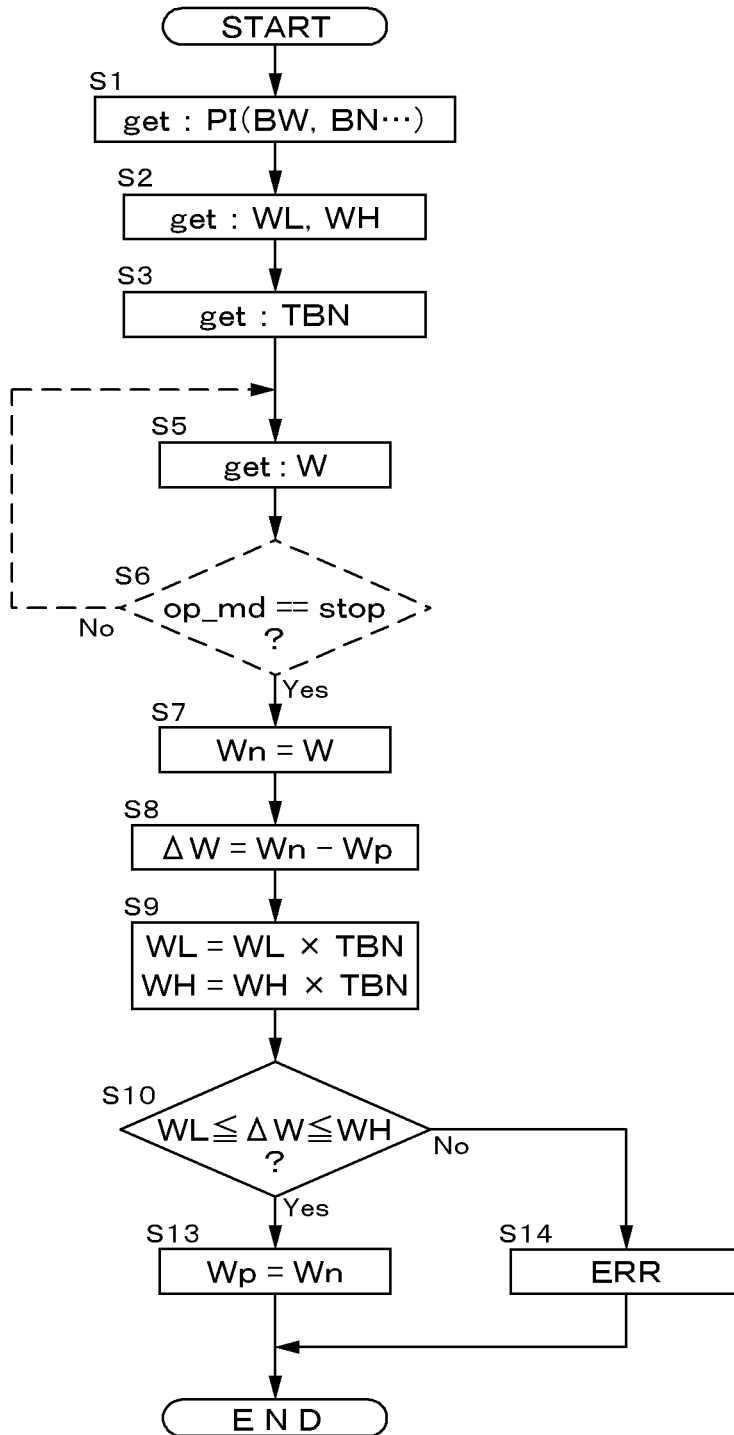 START
S1
get : PI(BW, BN⋯)
S2
get : WL, WH
S3
get : TBN
S5
get : W
S6
op_md == stop
?
No
Yes
S7
Wn = W
S8
ΔW = Wn − Wp
S9
WL = WL × TBN
WH = WH × TBN
S10
WL≦ΔW≦WH
?
No
Yes
S13
Wp = Wn
S14
ERR
END